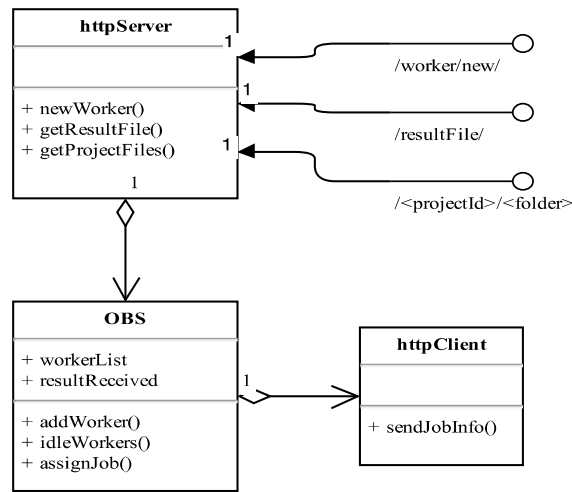 httpServer
1
/worker/new/
1
+ newWorker()
+ getResultFile()
/resultFile/
+ getProjectFiles()
1
1
/<projectId>/<folder>
OBS
+ workerList
+ resultReceived
1
httpClient
+ addWorker()
+ idleWorkers()
+ assignJob()
+ sendJobInfo()